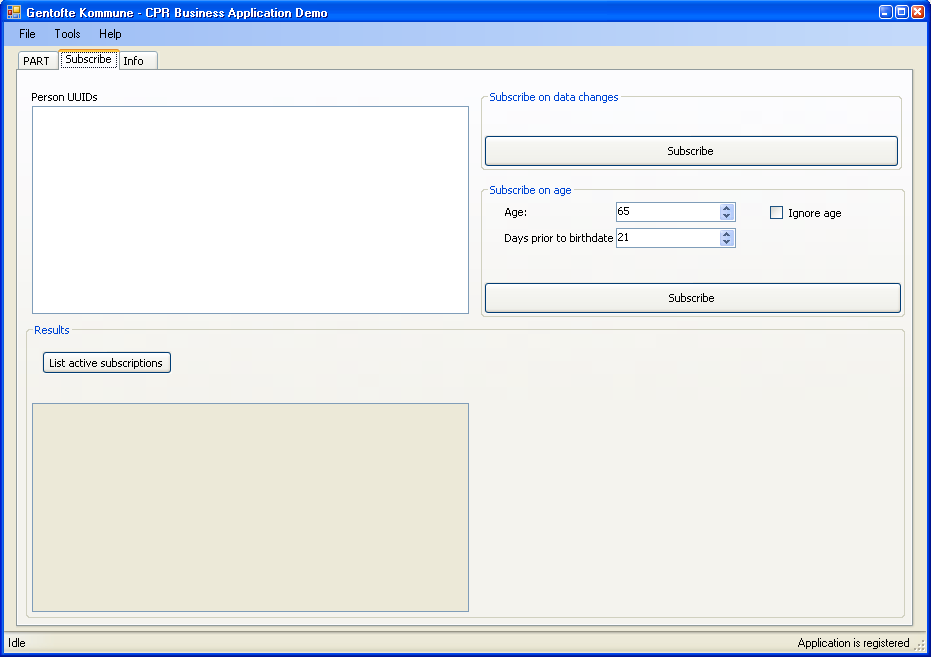 Gentofte Kommune - CPR Business Application Demo
File Tools Help
PART Subscribe Info
Person UUIDs
Subscribe on data changes
Subscribe
Subscribe on age
Age: 65 Ignore age
Days prior to birthdate 21
Subscribe
Results
List active subscriptions
Idle Application is registered